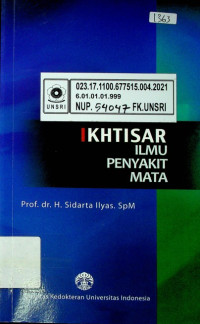 1363
023.17.1100.677515.004.2021
6.01.01.01.999
UNSRI
NUP. 54047 FK.UNSRI
IKHTISAR
ILMU
PENYAKIT
MATA
Prof. dr. H. Sidarta Ilyas. SpM
Kedokteran Universitas Indonesia